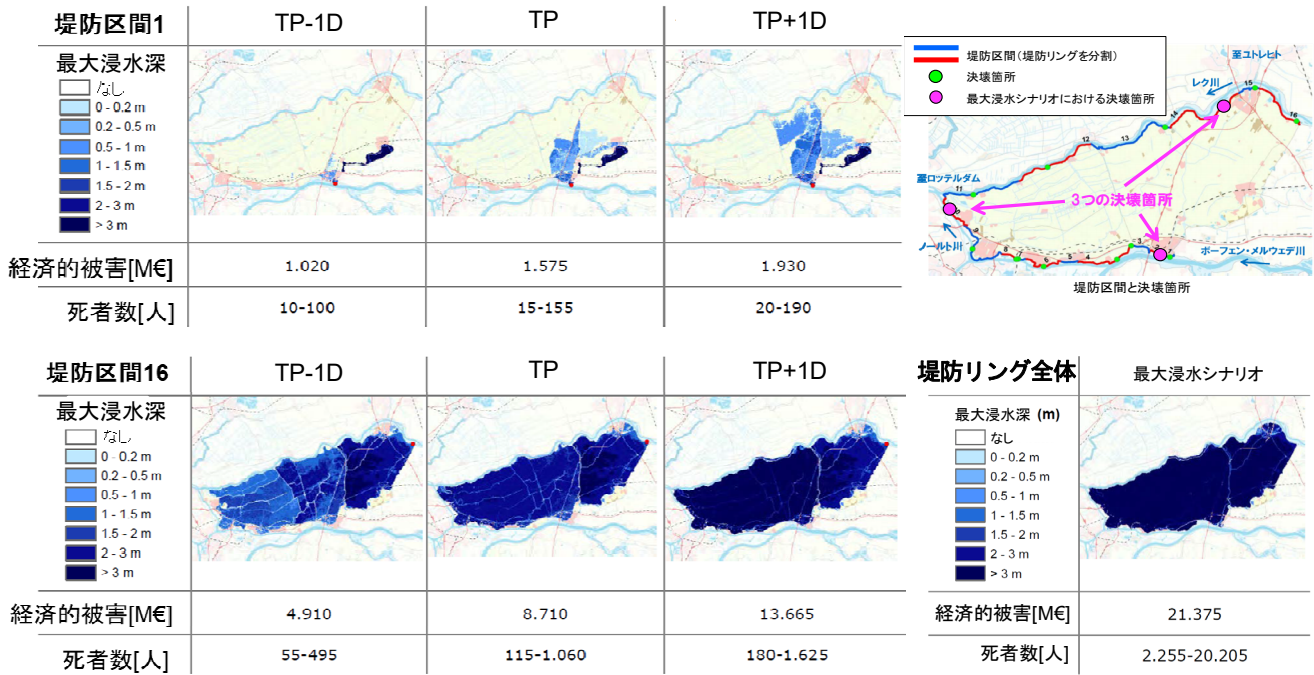 堤防区間1
TP-1D
TP
TP+1D
最大浸水深
なし
0 - 0.2 m
0.2 - 0.5 m
0.5 - 1 m
1 - 1.5 m
1.5 - 2 m
2 - 3 m
> 3 m
経済的被害[M€]
1.020
1.575
1.930
死者数[人]
10-100
15-155
20-190
堤防区間(堤防リングを分割)
決壊箇所
最大浸水シナリオにおける決壊箇所
至ユトレヒト
レク川
15
16
14
13
12
至ロッテルダム
11
3つの決壊箇所
ノールト川
ボーフェン・メルウェデ川
8
7
6
5
4
3
堤防区間と決壊箇所
堤防区間16
TP-1D
TP
TP+1D
最大浸水深
なし
0 - 0.2 m
0.2 - 0.5 m
0.5 - 1 m
1 - 1.5 m
1.5 - 2 m
2 - 3 m
> 3 m
経済的被害[M€]
4.910
8.710
13.665
死者数[人]
55-495
115-1.060
180-1.625
堤防リング全体
最大浸水シナリオ
最大浸水深 (m)
なし
0 - 0.2 m
0.2 - 0.5 m
0.5 - 1 m
1 - 1.5 m
1.5 - 2 m
2 - 3 m
> 3 m
経済的被害[M€]
21.375
死者数[人]
2.255-20.205